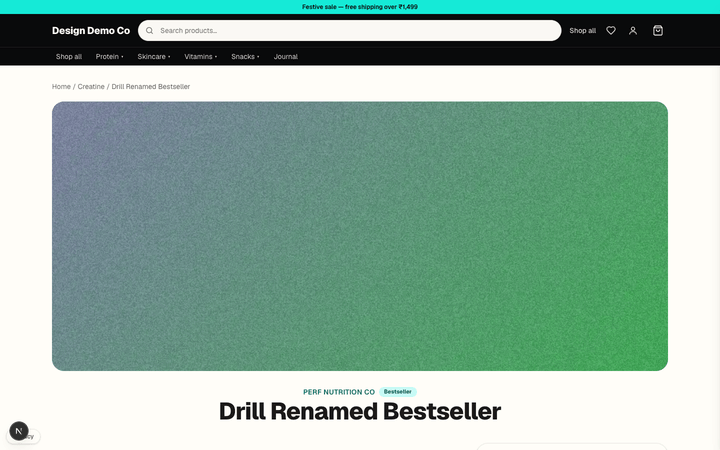 Festive sale — free shipping over ₹1,499
Design Demo Co
Search products...
Shop all
Shop all
Protein
Skincare
Vitamins
Snacks
Journal
Home / Creatine / Drill Renamed Bestseller
PERF NUTRITION CO
Bestseller
Drill Renamed Bestseller
N